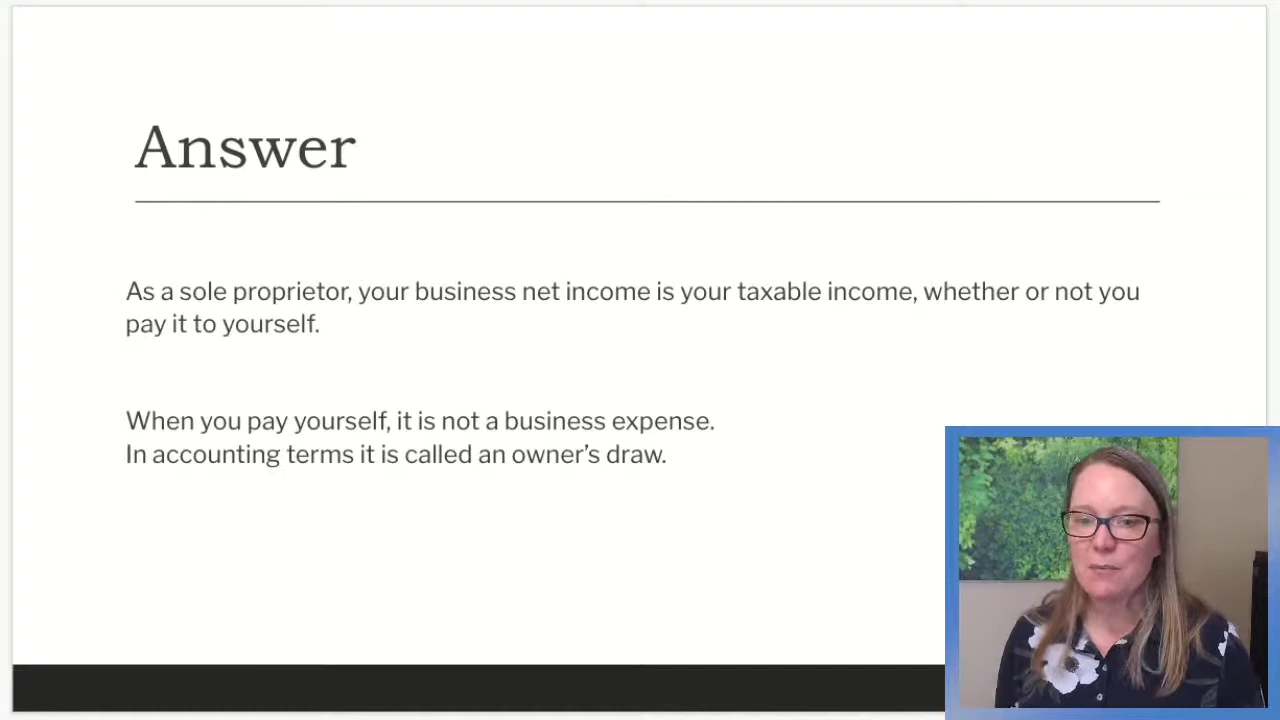 Answer
As a sole proprietor, your business net income is your taxable income, whether or not you
pay it to yourself.
When you pay yourself, it is not a business expense.
In accounting terms it is called an owner’s draw.